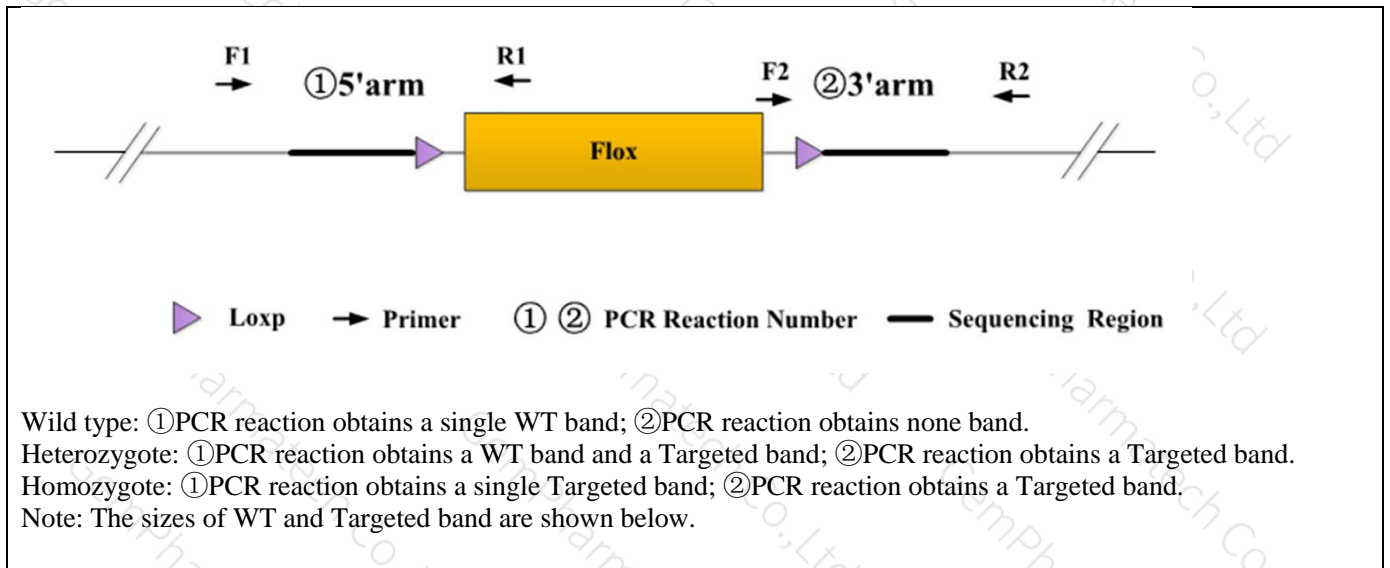 F1 R1 F2 R2
①5'arm ②3'arm
Flox
Loxp Primer ① ② PCR Reaction Number Sequencing Region
Wild type: ①PCR reaction obtains a single WT band; ②PCR reaction obtains none band.
Heterozygote: ①PCR reaction obtains a WT band and a Targeted band; ②PCR reaction obtains a Targeted band.
Homozygote: ①PCR reaction obtains a single Targeted band; ②PCR reaction obtains a Targeted band.
Note: The sizes of WT and Targeted band are shown below.